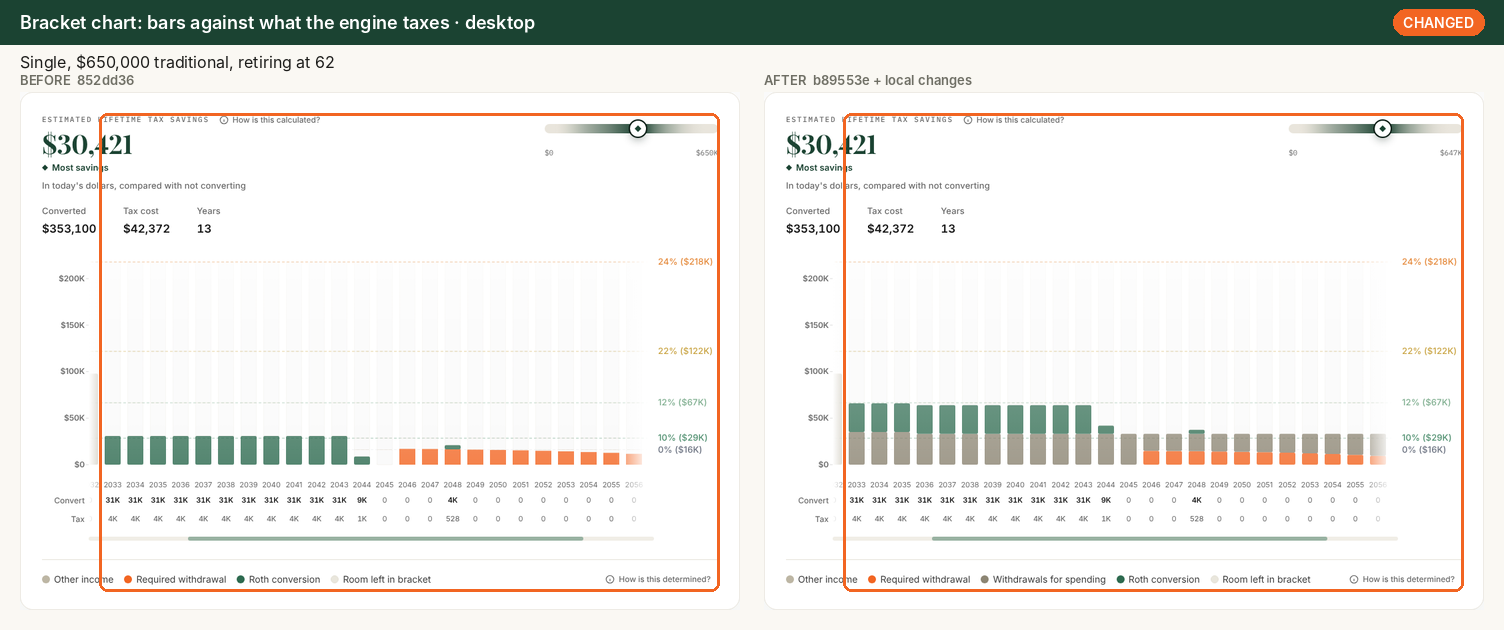 Bracket chart: bars against what the engine taxes · desktop
CHANGED
Single, $650,000 traditional, retiring at 62
BEFORE 852dd36
ESTIMATED LIFETIME TAX SAVINGS How is this calculated?
$30,421
Most savings
$0 $650K
In today's dollars, compared with not converting
Converted Tax cost Years
$353,100 $42,372 13
24% ($218K)
$200K
$150K
22% ($122K)
$100K
12% ($67K)
$50K
10% ($29K)
0% ($16K)
$0
2033 2034 2035 2036 2037 2038 2039 2040 2041 2042 2043 2044 2045 2046 2047 2048 2049 2050 2051 2052 2053 2054 2055 2056
Convert 31K 31K 31K 31K 31K 31K 31K 31K 31K 31K 31K 9K 0 0 0 4K 0 0 0 0 0 0 0 0
Tax 4K 4K 4K 4K 4K 4K 4K 4K 4K 4K 4K 1K 0 0 0 528 0 0 0 0 0 0 0 0
Other income Required withdrawal Roth conversion Room left in bracket How is this determined?
AFTER b89553e + local changes
ESTIMATED LIFETIME TAX SAVINGS How is this calculated?
$30,421
Most savings
$0 $647K
In today's dollars, compared with not converting
Converted Tax cost Years
$353,100 $42,372 13
24% ($218K)
$200K
$150K
22% ($122K)
$100K
12% ($67K)
$50K
10% ($29K)
0% ($16K)
$0
2033 2034 2035 2036 2037 2038 2039 2040 2041 2042 2043 2044 2045 2046 2047 2048 2049 2050 2051 2052 2053 2054 2055 2056
Convert 31K 31K 31K 31K 31K 31K 31K 31K 31K 31K 31K 9K 0 0 0 4K 0 0 0 0 0 0 0 0
Tax 4K 4K 4K 4K 4K 4K 4K 4K 4K 4K 4K 1K 0 0 0 528 0 0 0 0 0 0 0 0
Other income Required withdrawal Withdrawals for spending Roth conversion Room left in bracket How is this determined?